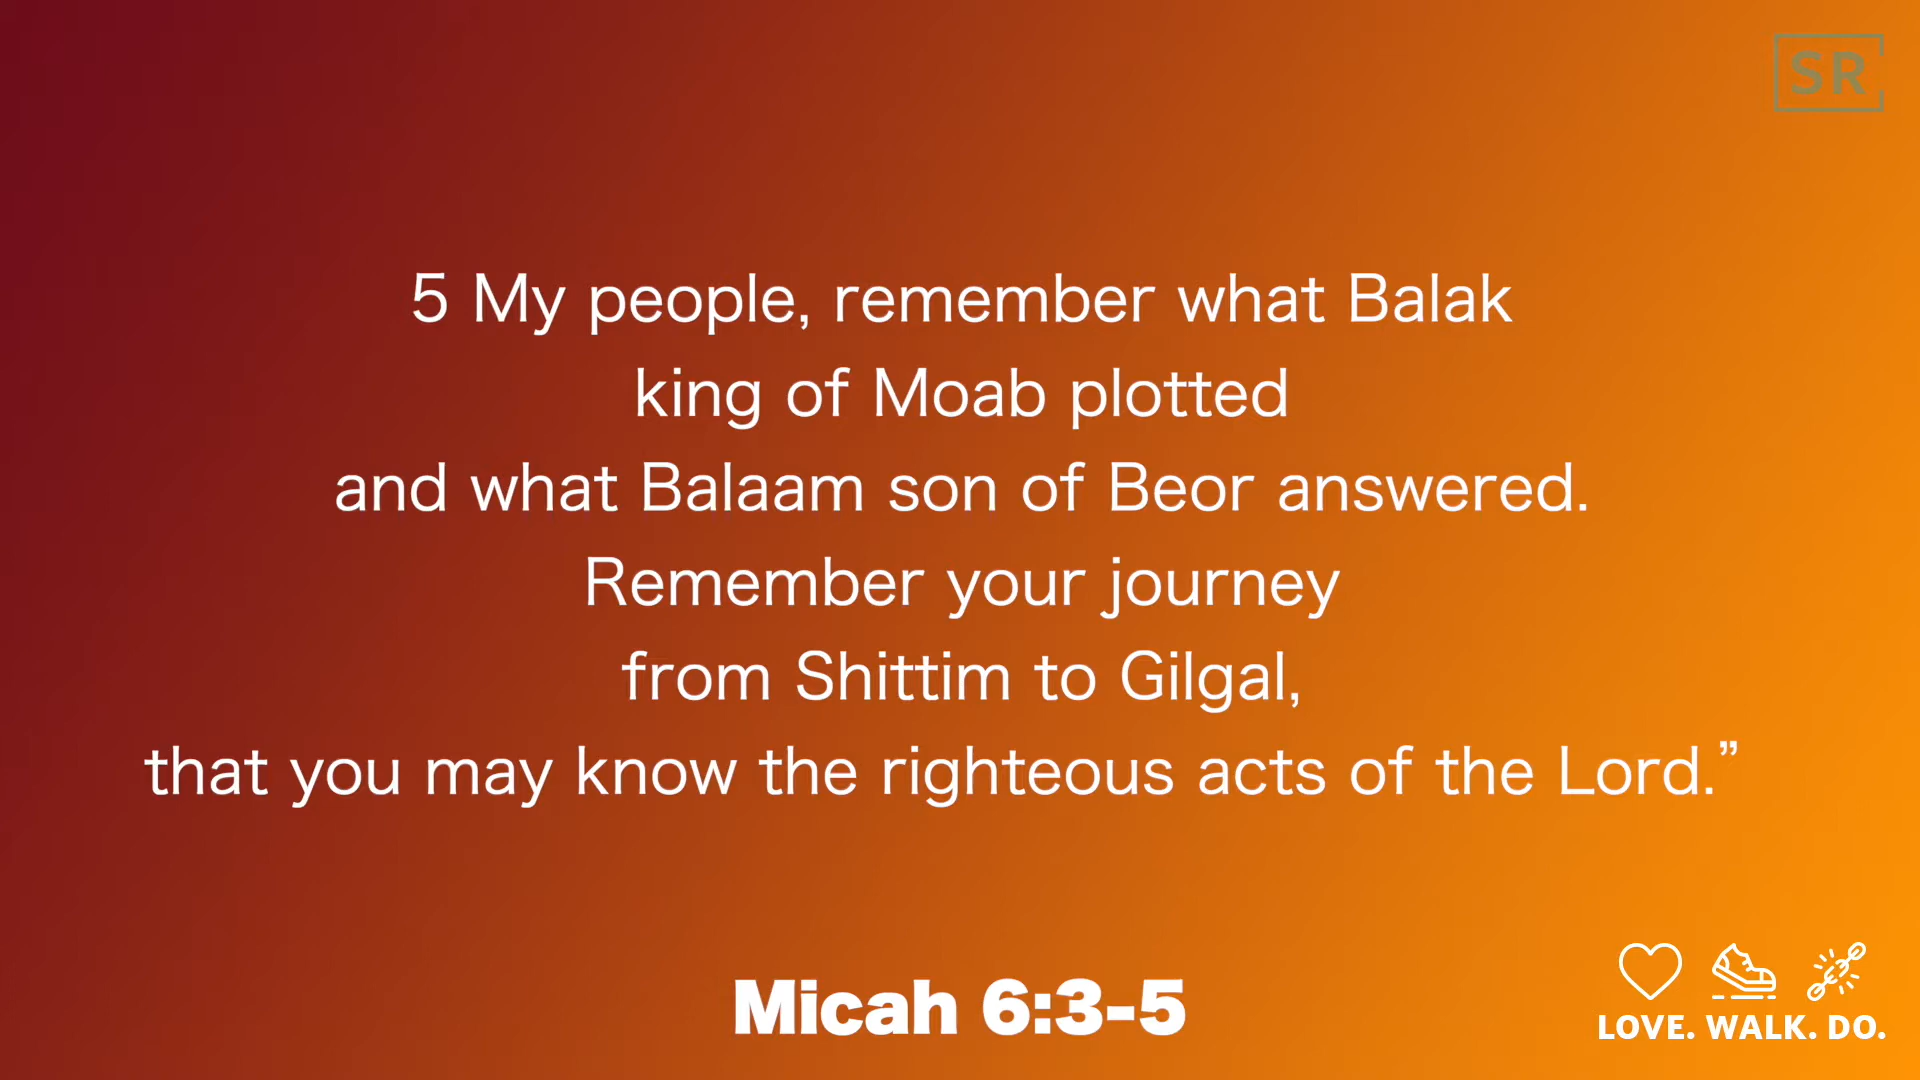 SR
5 My people, remember what Balak
king of Moab plotted
and what Balaam son of Beor answered.
Remember your journey
from Shittim to Gilgal,
that you may know the righteous acts of the Lord.”
Micah 6:3-5
LOVE. WALK. DO.